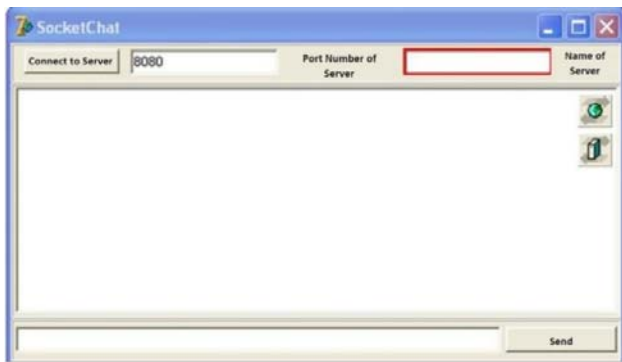 SocketChat
Connect to Server
8080
Port Number of
Server
Name of
Server
Send